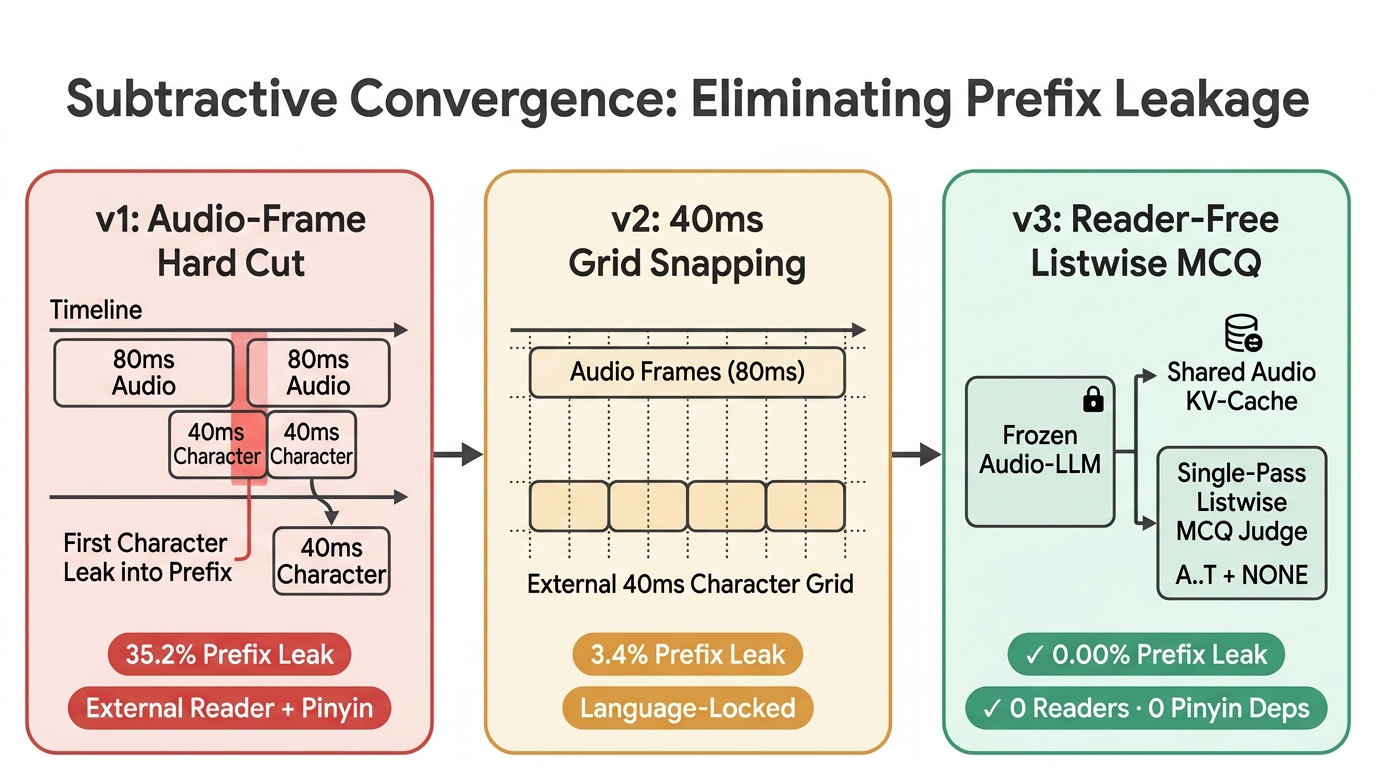 Subtractive Convergence: Eliminating Prefix Leakage
v1: Audio-Frame
Hard Cut
Timeline
80ms
Audio
80ms
Audio
40ms
Character
40ms
Character
First Character
Leak into Prefix
40ms
Character
35.2% Prefix Leak
External Reader + Pinyin
v2: 40ms
Grid Snapping
Audio Frames (80ms)
External 40ms Character Grid
3.4% Prefix Leak
Language-Locked
v3: Reader-Free
Listwise MCQ
Frozen
Audio-LLM
Shared Audio
KV-Cache
Single-Pass
Listwise
MCQ Judge
A..T + NONE
✓ 0.00% Prefix Leak
✓ 0 Readers · 0 Pinyin Deps